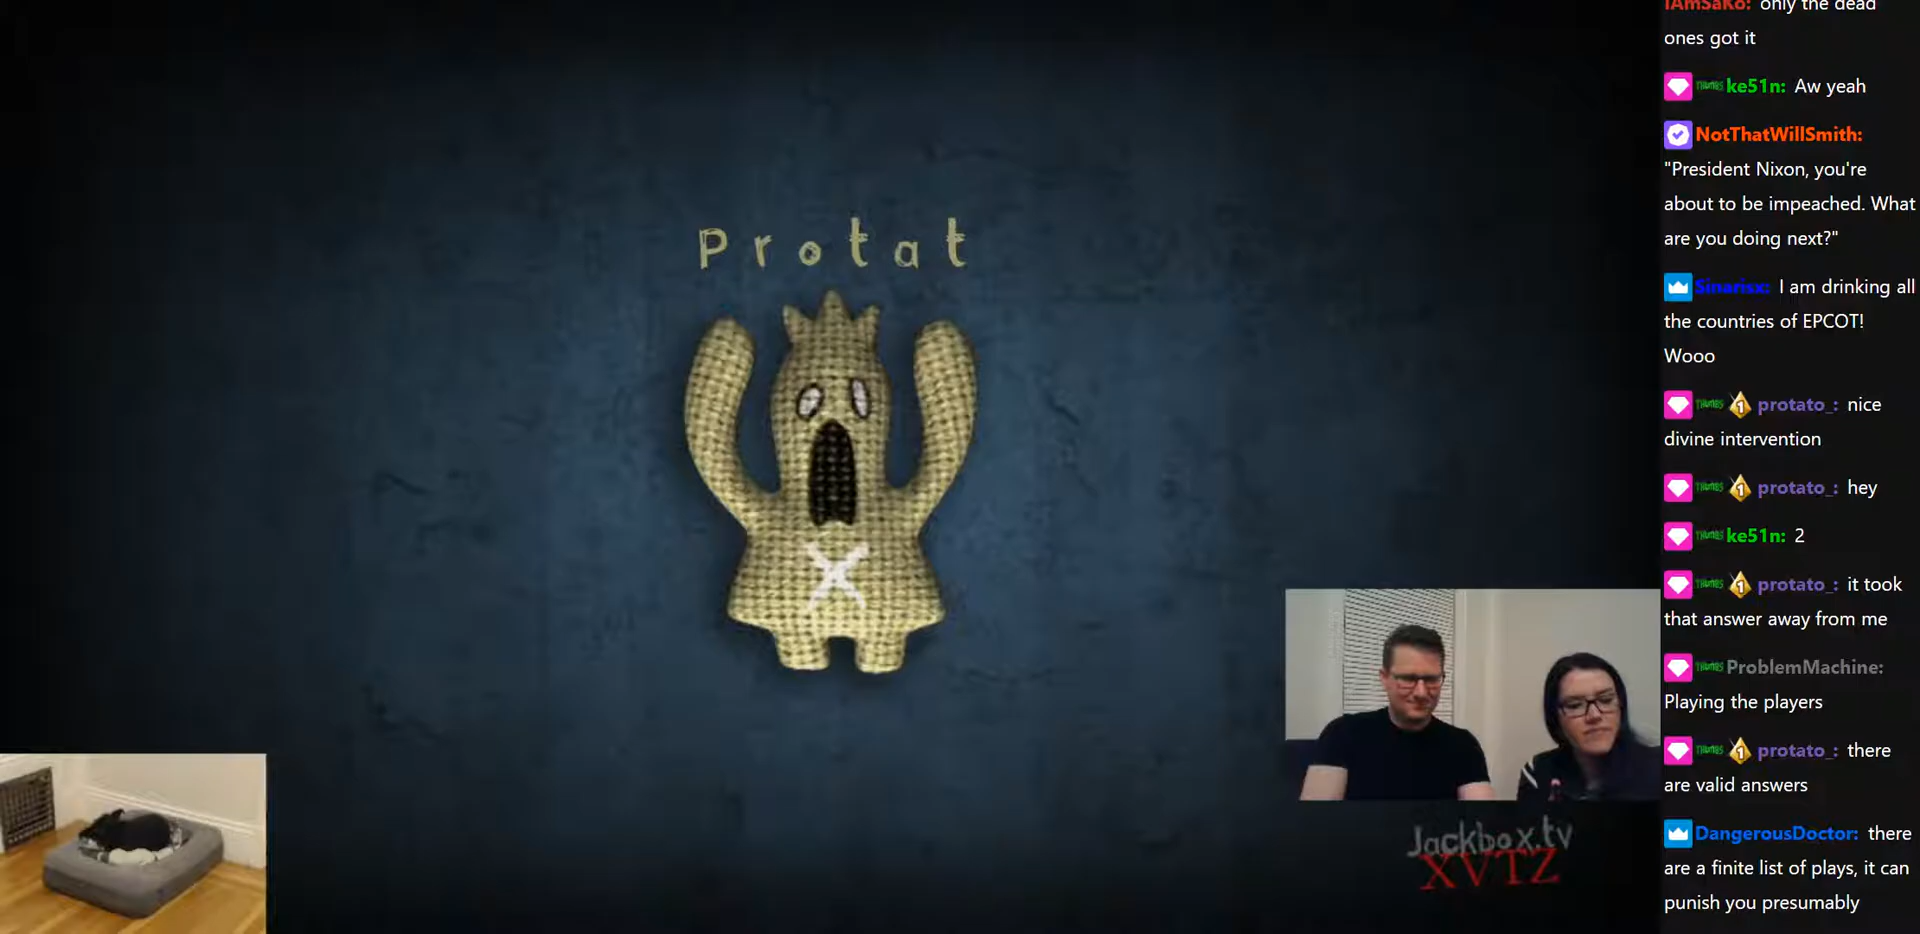 Protat
Jackbox.tv
XVTZ
IAmSaKo: only the dead
ones got it
ke51n: Aw yeah
NotThatWillSmith:
"President Nixon, you're
about to be impeached. What
are you doing next?"
Sinarisx: I am drinking all
the countries of EPCOT!
Wooo
protato_: nice
divine intervention
protato_: hey
ke51n: 2
protato_: it took
that answer away from me
ProblemMachine:
Playing the players
protato_: there
are valid answers
DangerousDoctor: there
are a finite list of plays, it can
punish you presumably